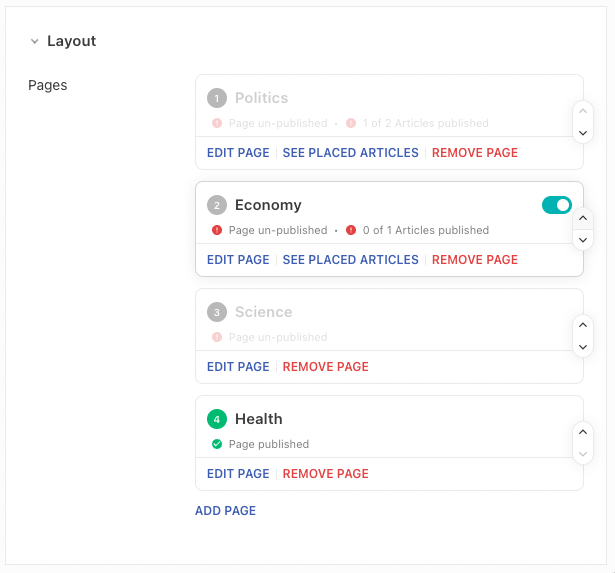 Layout
Pages
1 Politics
Page un-published • 1 of 2 Articles published
EDIT PAGE SEE PLACED ARTICLES REMOVE PAGE
2 Economy
Page un-published • 0 of 1 Articles published
EDIT PAGE SEE PLACED ARTICLES REMOVE PAGE
3 Science
Page un-published
EDIT PAGE REMOVE PAGE
4 Health
Page published
EDIT PAGE REMOVE PAGE
ADD PAGE